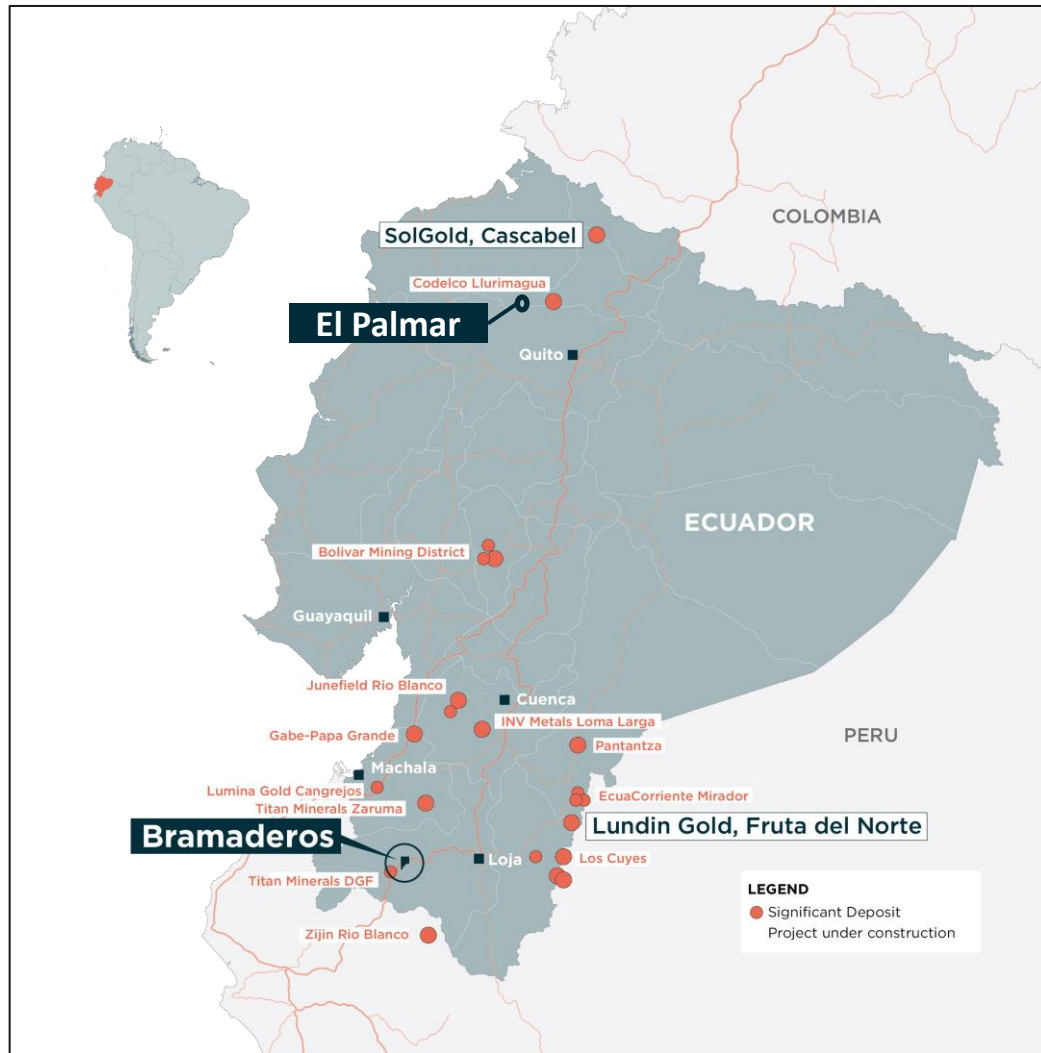 COLOMBIA
SolGold, Cascabel
Codelco Llurimagua
El Palmar
Quito
ECUADOR
Bolivar Mining District
Guayaquil
Junefield Rio Blanco
Cuenca
INV Metals Loma Larga
Gabe-Papa Grande
PERU
Pantantza
Machala
Lumina Gold Cangrejos
EcuaCorriente Mirador
Titan Minerals Zaruma
Lundin Gold, Fruta del Norte
Bramaderos
Loja
Los Cuyes
Titan Minerals DGF
Zijin Rio Blanco
LEGEND
Significant Deposit
Project under construction